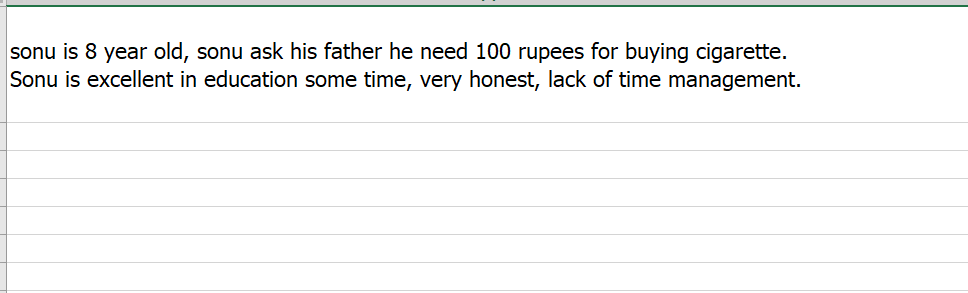 sonu is 8 year old, sonu ask his father he need 100 rupees for buying cigarette.
Sonu is excellent in education some time, very honest, lack of time management.